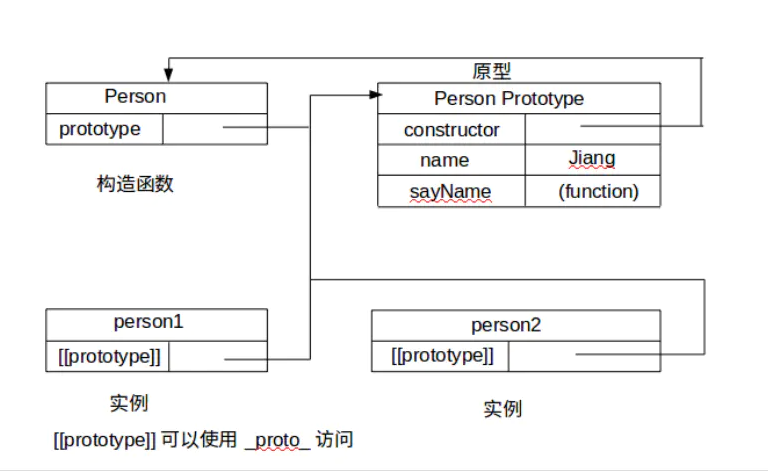 原型
Person
Person Prototype
prototype
constructor
name Jiang
sayName (function)
构造函数
person1
person2
[[prototype]]
[[prototype]]
实例
实例
[[prototype]] 可以使用 _proto_ 访问